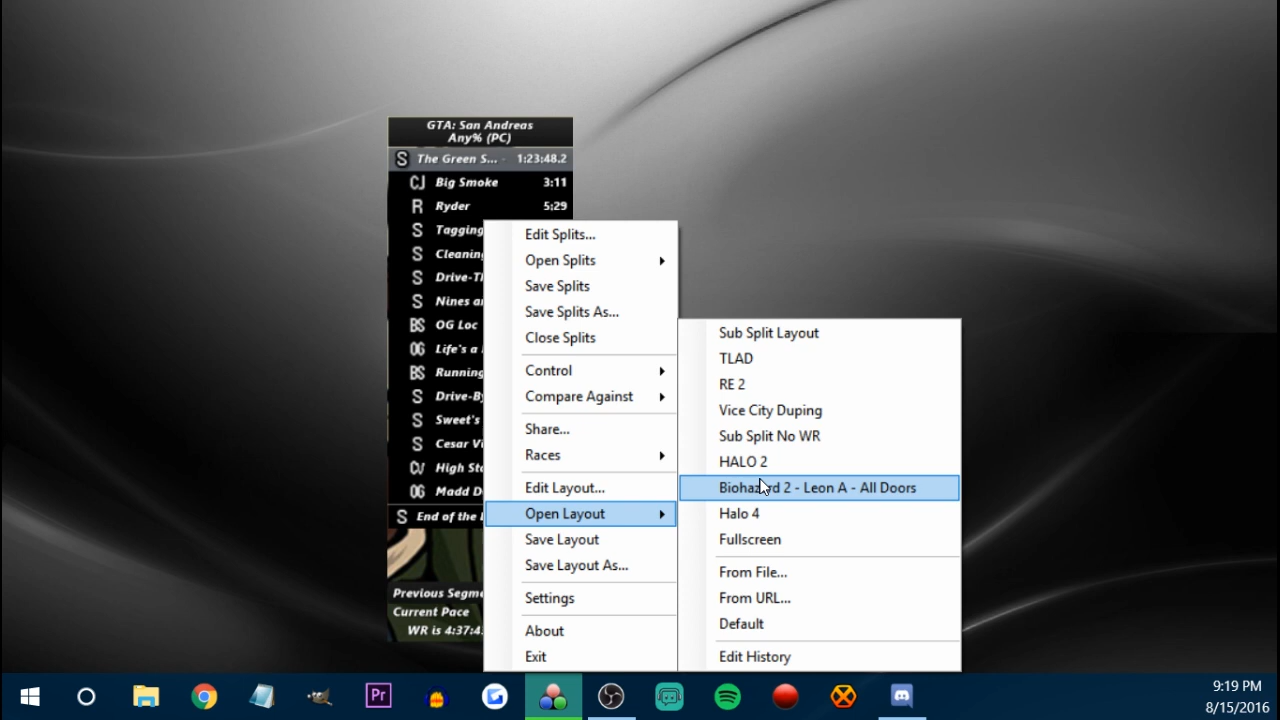 GTA: San Andreas
Any% (PC)
S The Green S... - 1:23:48.2
CJ Big Smoke 3:11
R Ryder 5:29
S Tagging
S Cleanin
S Drive-T
S Nines a
BS OG Loc
OG Life's a
BS Running
S Drive-B
S Sweet's
S Cesar Vi
CV High Sta
OG Madd D
S End of the
Previous Segme
Current Pace
WR is 4:37:4
Edit Splits...
Open Splits
Save Splits
Save Splits As...
Close Splits
Control
Compare Against
Share...
Races
Edit Layout...
Open Layout
Save Layout
Save Layout As...
Settings
About
Exit
Sub Split Layout
TLAD
RE 2
Vice City Duping
Sub Split No WR
HALO 2
Biohazard 2 - Leon A - All Doors
Halo 4
Fullscreen
From File...
From URL...
Default
Edit History
Pr
9:19 PM
8/15/2016